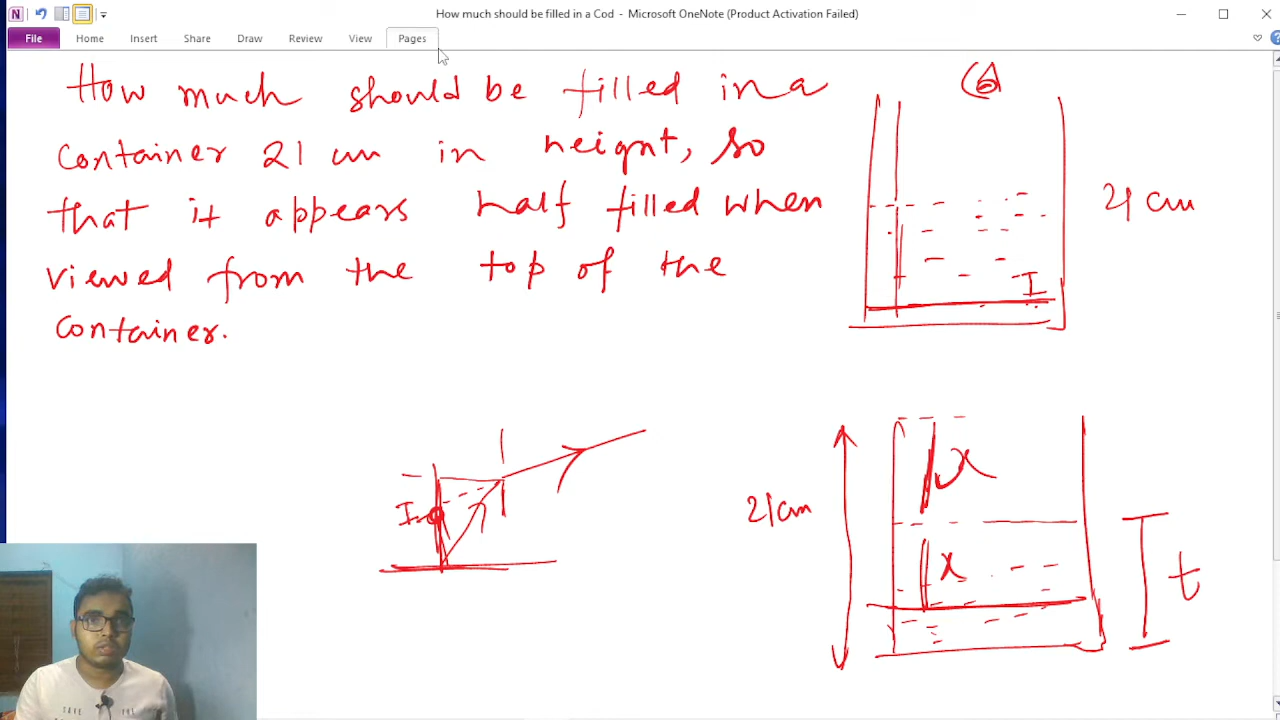 How much should be filled in a Cod - Microsoft OneNote (Product Activation Failed)
File Home Insert Share Draw Review View Pages
How much should be filled in a
container 21 cm in height, so
that it appears half filled when
viewed from the top of the
container.
21 cm
I
x
21cm
I
x
t